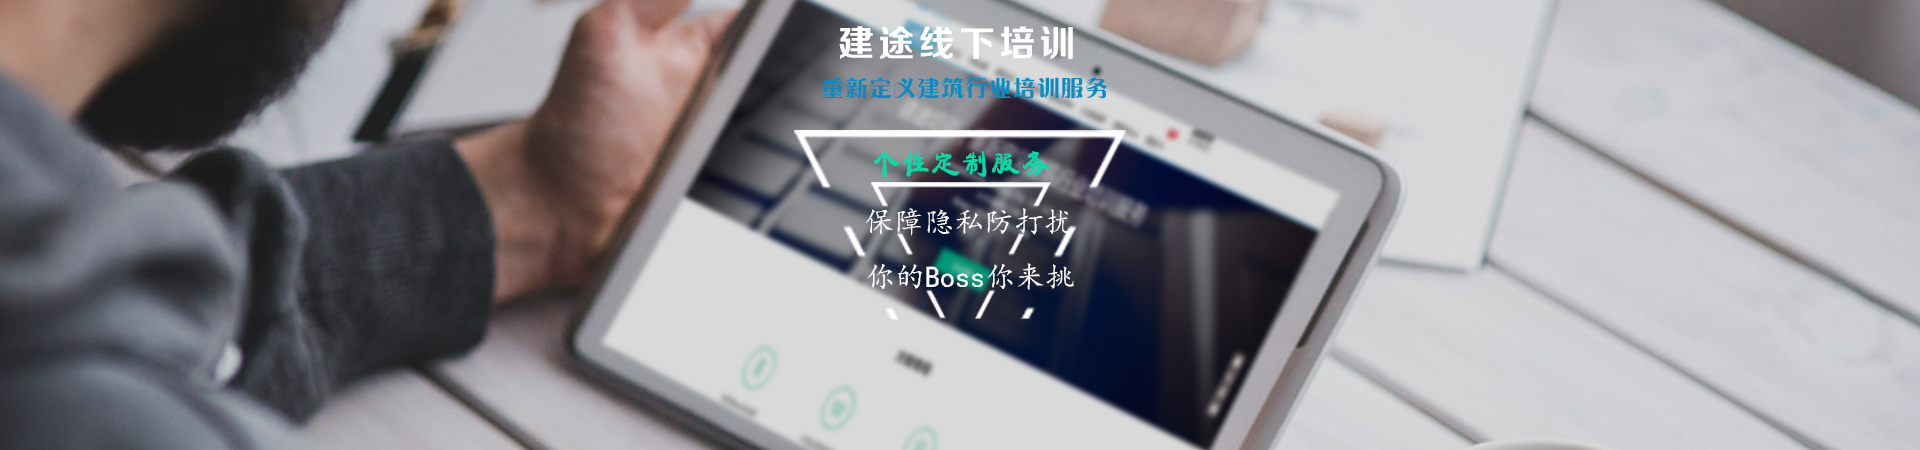 建途线下培训
重新定义建筑行业培训服务
个性定制服务
保障隐私防打扰
你的Boss你来挑